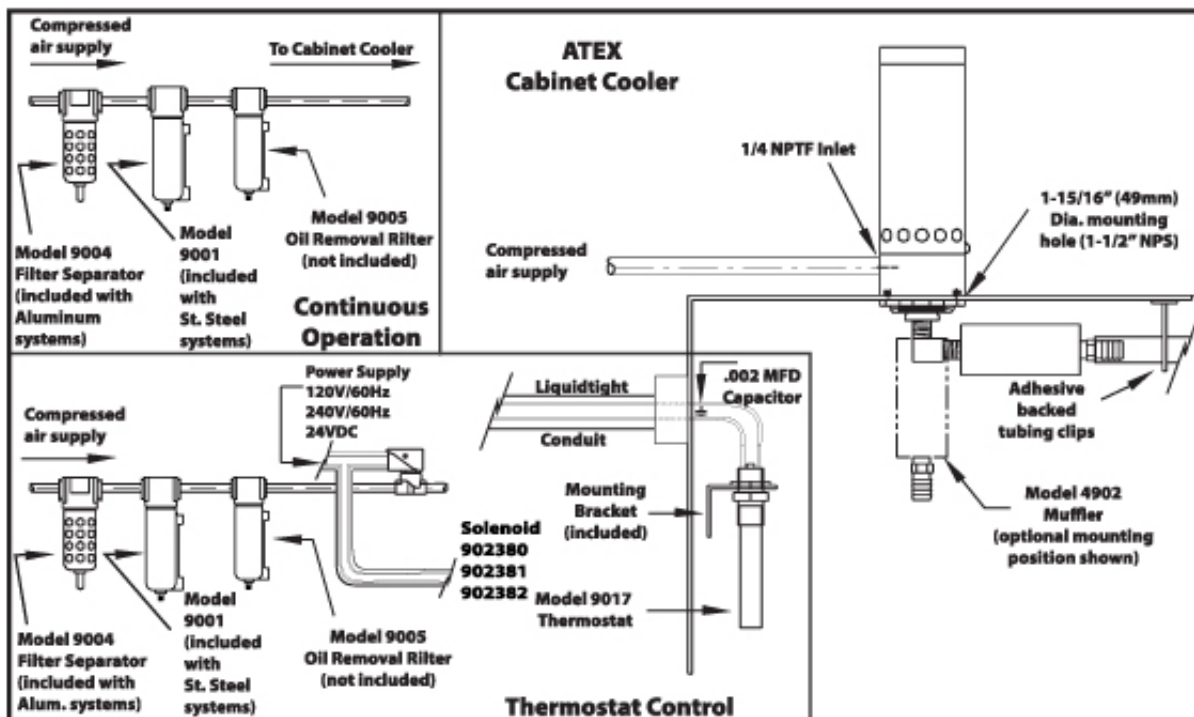 Compressed
air supply
To Cabinet Cooler
Model 9004
Filter Separator
(included with
Aluminum
systems)
Model
9001
(included
with
St. Steel
systems)
Model 9005
Oil Removal Rilter
(not included)
Continuous
Operation
ATEX
Cabinet Cooler
1/4 NPTF Inlet
1-15/16" (49mm)
Dia. mounting
hole (1-1/2" NPS)
Compressed
air supply
Adhesive
backed
tubing clips
Model 4902
Muffler
(optional mounting
position shown)
Power Supply
120V/60Hz
240V/60Hz
24VDC
Compressed
air supply
Liquidtight
Conduit
.002 MFD
Capacitor
Mounting
Bracket
(included)
Solenoid
902380
902381
902382
Model 9017
Thermostat
Model 9004
Filter Separator
(included with
Alum. systems)
Model
9001
(included
with
St. Steel
systems)
Model 9005
Oil Removal Rilter
(not included)
Thermostat Control